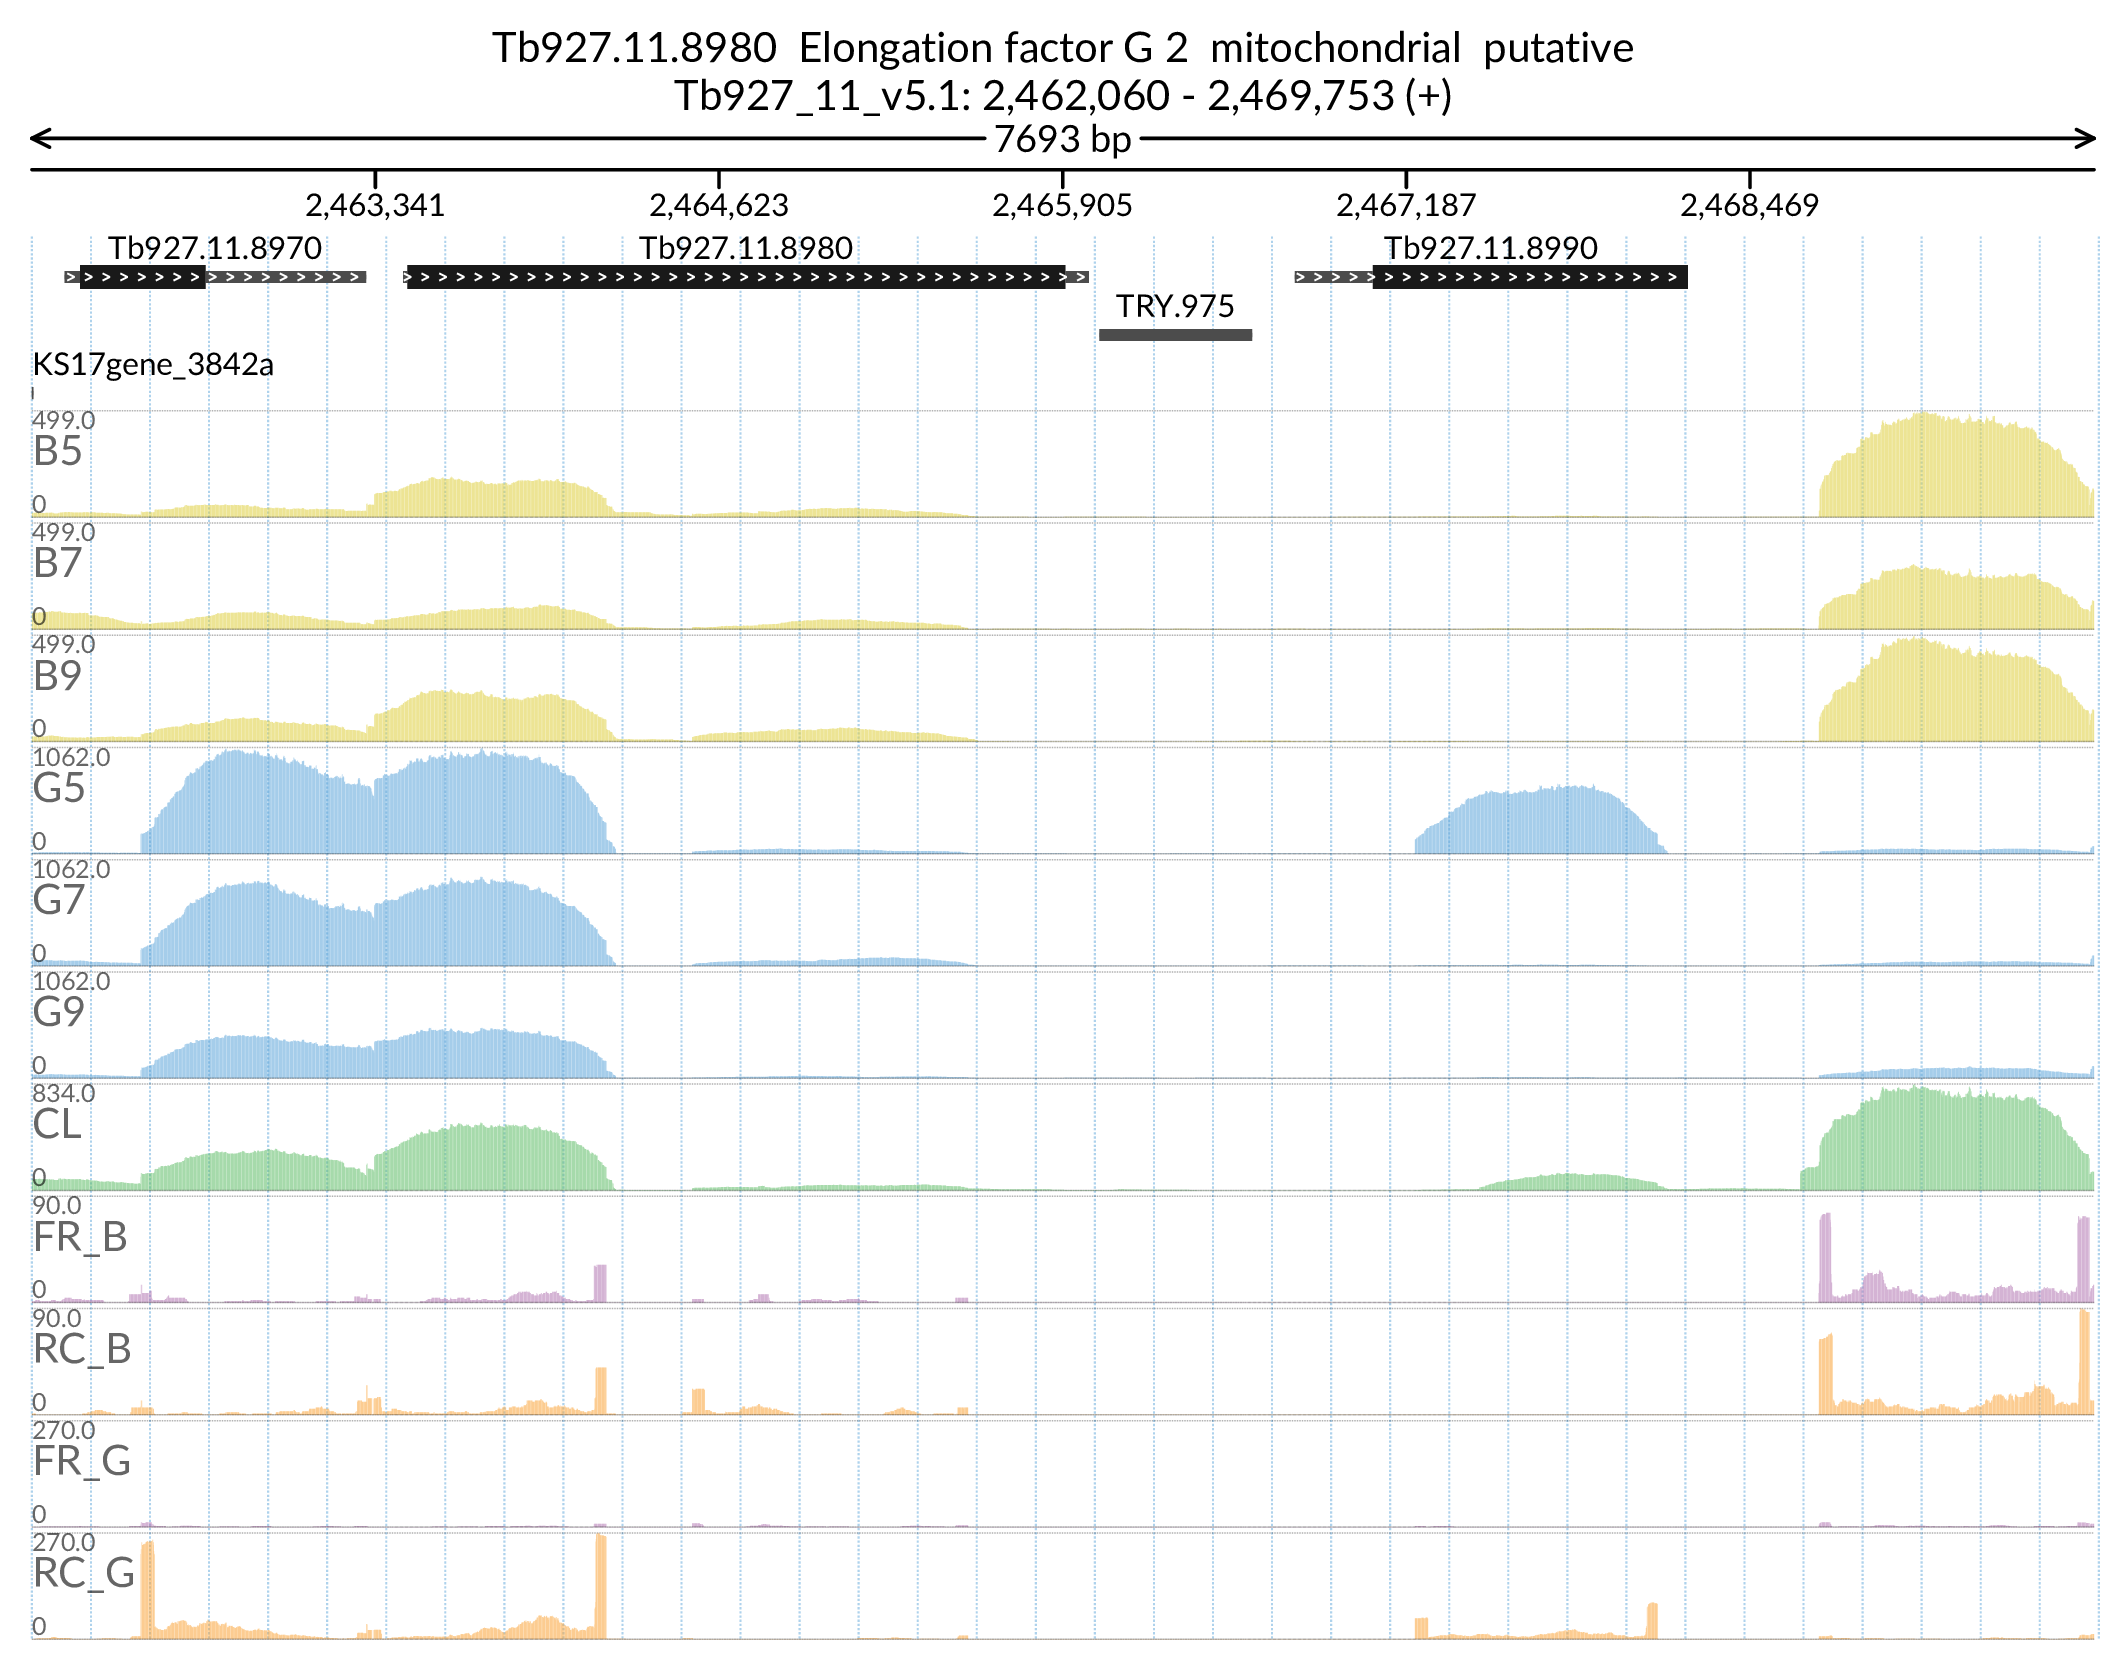 Tb927.11.8980  Elongation factor G 2  mitochondrial  putative
Tb927_11_v5.1: 2,462,060 - 2,469,753 (+)
7693 bp
2,463,341 2,464,623 2,465,905 2,467,187 2,468,469
Tb927.11.8970 Tb927.11.8980 Tb927.11.8990
TRY.975
KS17gene_3842a
499.0
B5
0
499.0
B7
0
499.0
B9
0
1062.0
G5
0
1062.0
G7
0
1062.0
G9
0
834.0
CL
0
90.0
FR_B
0
90.0
RC_B
0
270.0
FR_G
0
270.0
RC_G
0